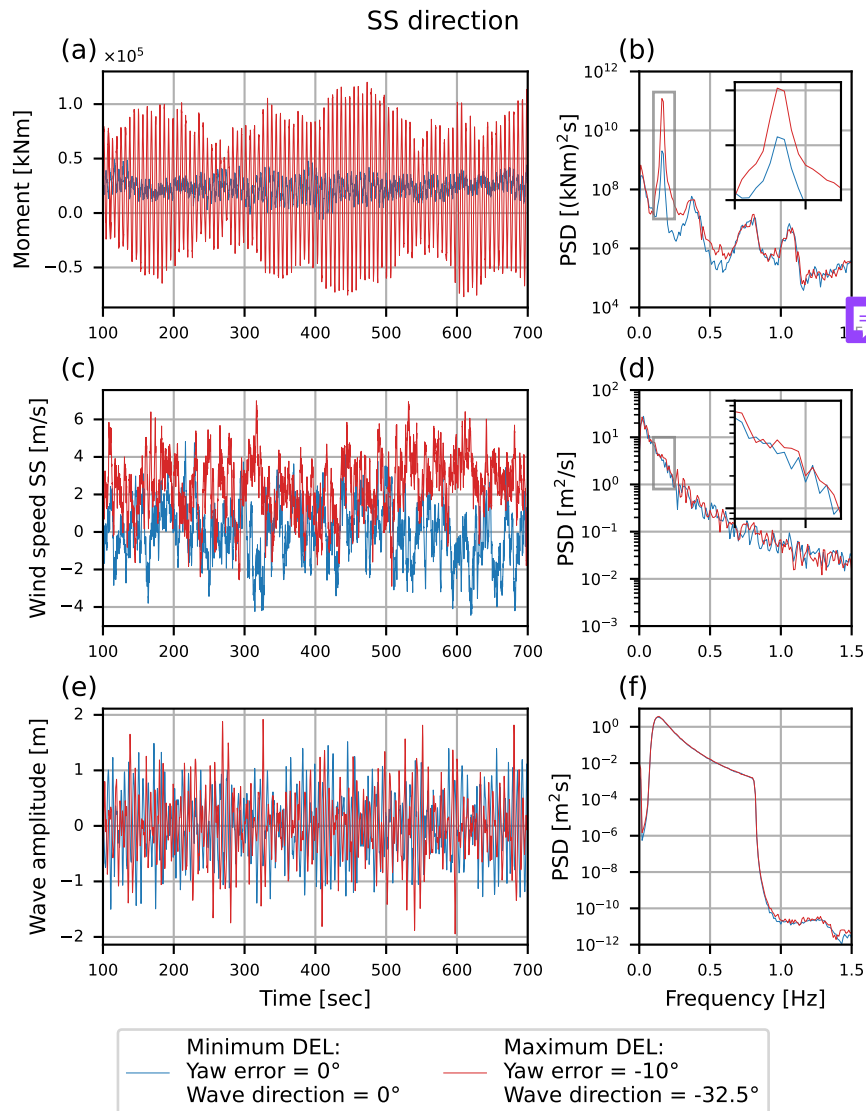 SS direction
(a)
×10⁵
Moment [kNm]
1.0
0.5
0.0
−0.5
100 200 300 400 500 600 700
(b)
PSD [(kNm)²s]
10¹²
10¹⁰
10⁸
10⁶
10⁴
0.0 0.5 1.0
(c)
Wind speed SS [m/s]
6
4
2
0
−2
−4
100 200 300 400 500 600 700
(d)
PSD [m²/s]
10²
10¹
10⁰
10⁻¹
10⁻²
10⁻³
0.0 0.5 1.0 1.5
(e)
Wave amplitude [m]
2
1
0
−1
−2
100 200 300 400 500 600 700
Time [sec]
(f)
PSD [m²s]
10⁰
10⁻²
10⁻⁴
10⁻⁶
10⁻⁸
10⁻¹⁰
10⁻¹²
0.0 0.5 1.0 1.5
Frequency [Hz]
Minimum DEL:
Yaw error = 0°
Wave direction = 0°
Maximum DEL:
Yaw error = -10°
Wave direction = -32.5°